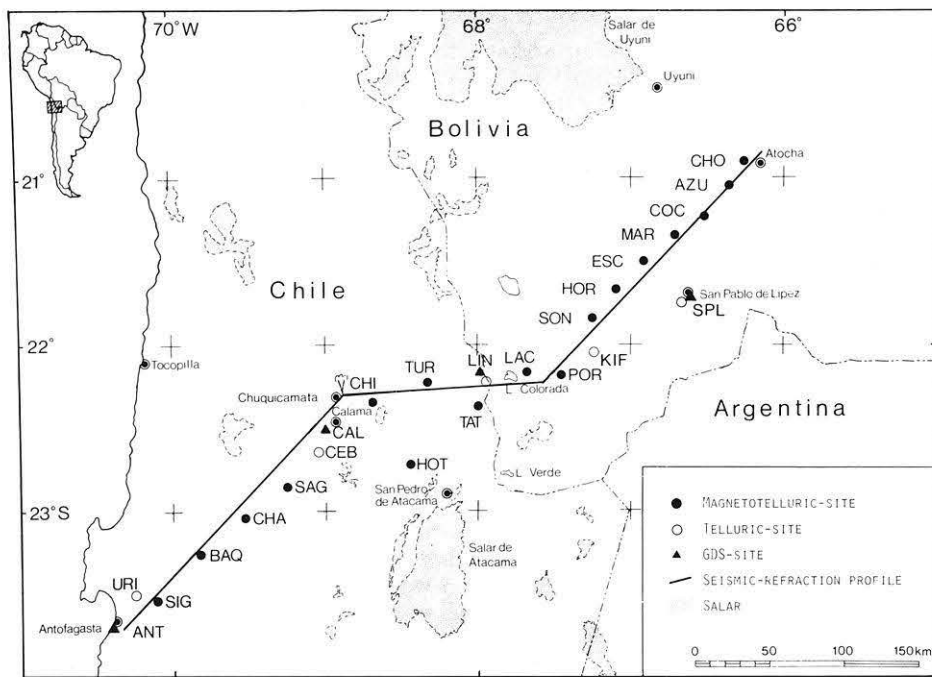 70°W
68
66
Salar de
Uyuni
Uyuni
Bolivia
CHO
Atocha
21°
AZU
COC
MAR
ESC
Chile
HOR
San Pablo de Lipez
SPL
SON
22°
Tocopilla
KIF
TUR
LIN
LAC
CHI
POR
L. Colorada
Chuquicamata
Calama
TAT
Argentina
CAL
CEB
HOT
L. Verde
SAG
San Pedro
de Atacama
23°S
CHA
Salar de
Atacama
BAQ
URI
SIG
Antofagasta
ANT
MAGNETOTELLURIC-SITE
TELLURIC-SITE
GDS-SITE
SEISMIC-REFRACTION PROFILE
SALAR
0 50 100 150km